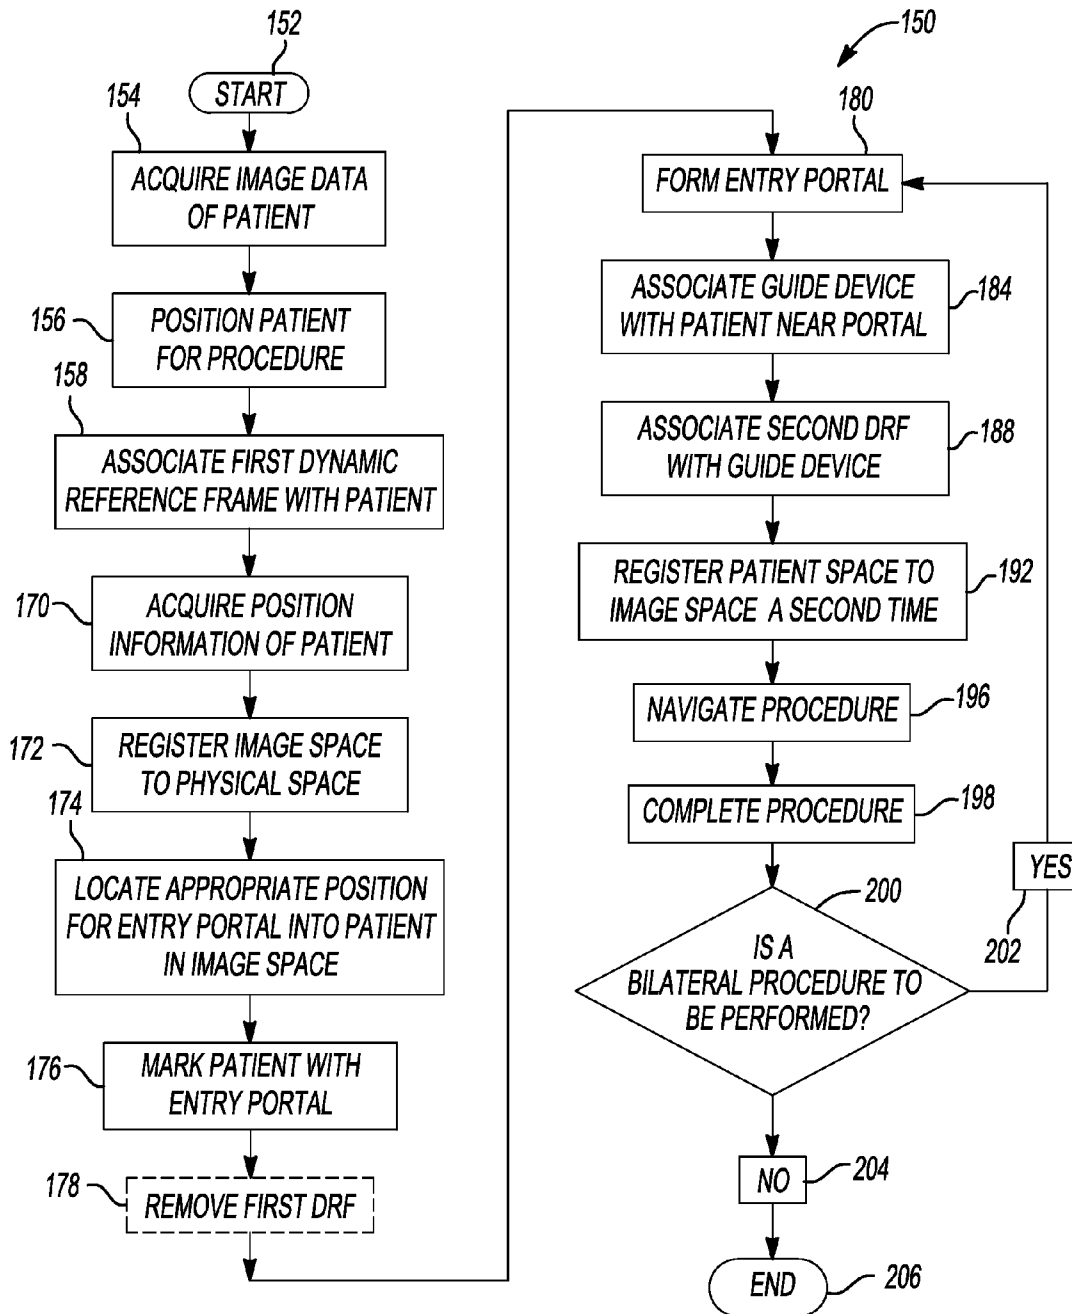 150
152
START
154
ACQUIRE IMAGE DATA
OF PATIENT
156
POSITION PATIENT
FOR PROCEDURE
158
ASSOCIATE FIRST DYNAMIC
REFERENCE FRAME WITH PATIENT
170
ACQUIRE POSITION
INFORMATION OF PATIENT
172
REGISTER IMAGE SPACE
TO PHYSICAL SPACE
174
LOCATE APPROPRIATE POSITION
FOR ENTRY PORTAL INTO PATIENT
IN IMAGE SPACE
176
MARK PATIENT WITH
ENTRY PORTAL
178
REMOVE FIRST DRF
180
FORM ENTRY PORTAL
ASSOCIATE GUIDE DEVICE
WITH PATIENT NEAR PORTAL
184
ASSOCIATE SECOND DRF
WITH GUIDE DEVICE
188
REGISTER PATIENT SPACE TO
IMAGE SPACE A SECOND TIME
192
NAVIGATE PROCEDURE
196
COMPLETE PROCEDURE
198
200
IS A
BILATERAL PROCEDURE TO
BE PERFORMED?
YES
202
NO
204
END
206